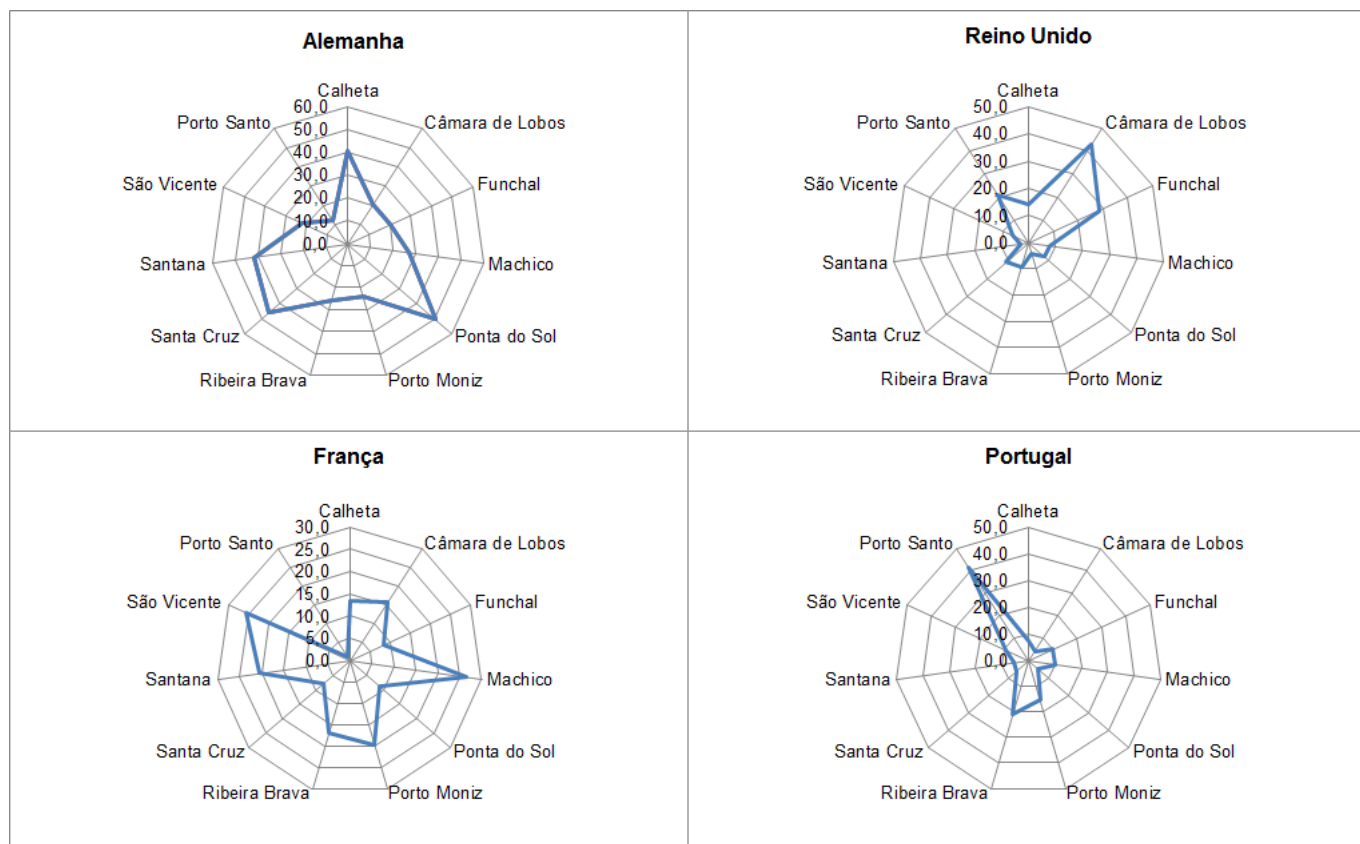 Alemanha
Calheta
60,0
Porto Santo
50,0
Câmara de Lobos
40,0
São Vicente
30,0
Funchal
20,0
10,0
0,0
Santana
Machico
Santa Cruz
Ponta do Sol
Ribeira Brava
Porto Moniz
Reino Unido
Calheta
50,0
Porto Santo
Câmara de Lobos
40,0
30,0
São Vicente
Funchal
20,0
10,0
0,0
Santana
Machico
Santa Cruz
Ponta do Sol
Ribeira Brava
Porto Moniz
França
Calheta
30,0
Porto Santo
25,0
Câmara de Lobos
20,0
São Vicente
15,0
Funchal
10,0
5,0
0,0
Santana
Machico
Santa Cruz
Ponta do Sol
Ribeira Brava
Porto Moniz
Portugal
Calheta
50,0
Porto Santo
Câmara de Lobos
40,0
30,0
São Vicente
Funchal
20,0
10,0
0,0
Santana
Machico
Santa Cruz
Ponta do Sol
Ribeira Brava
Porto Moniz